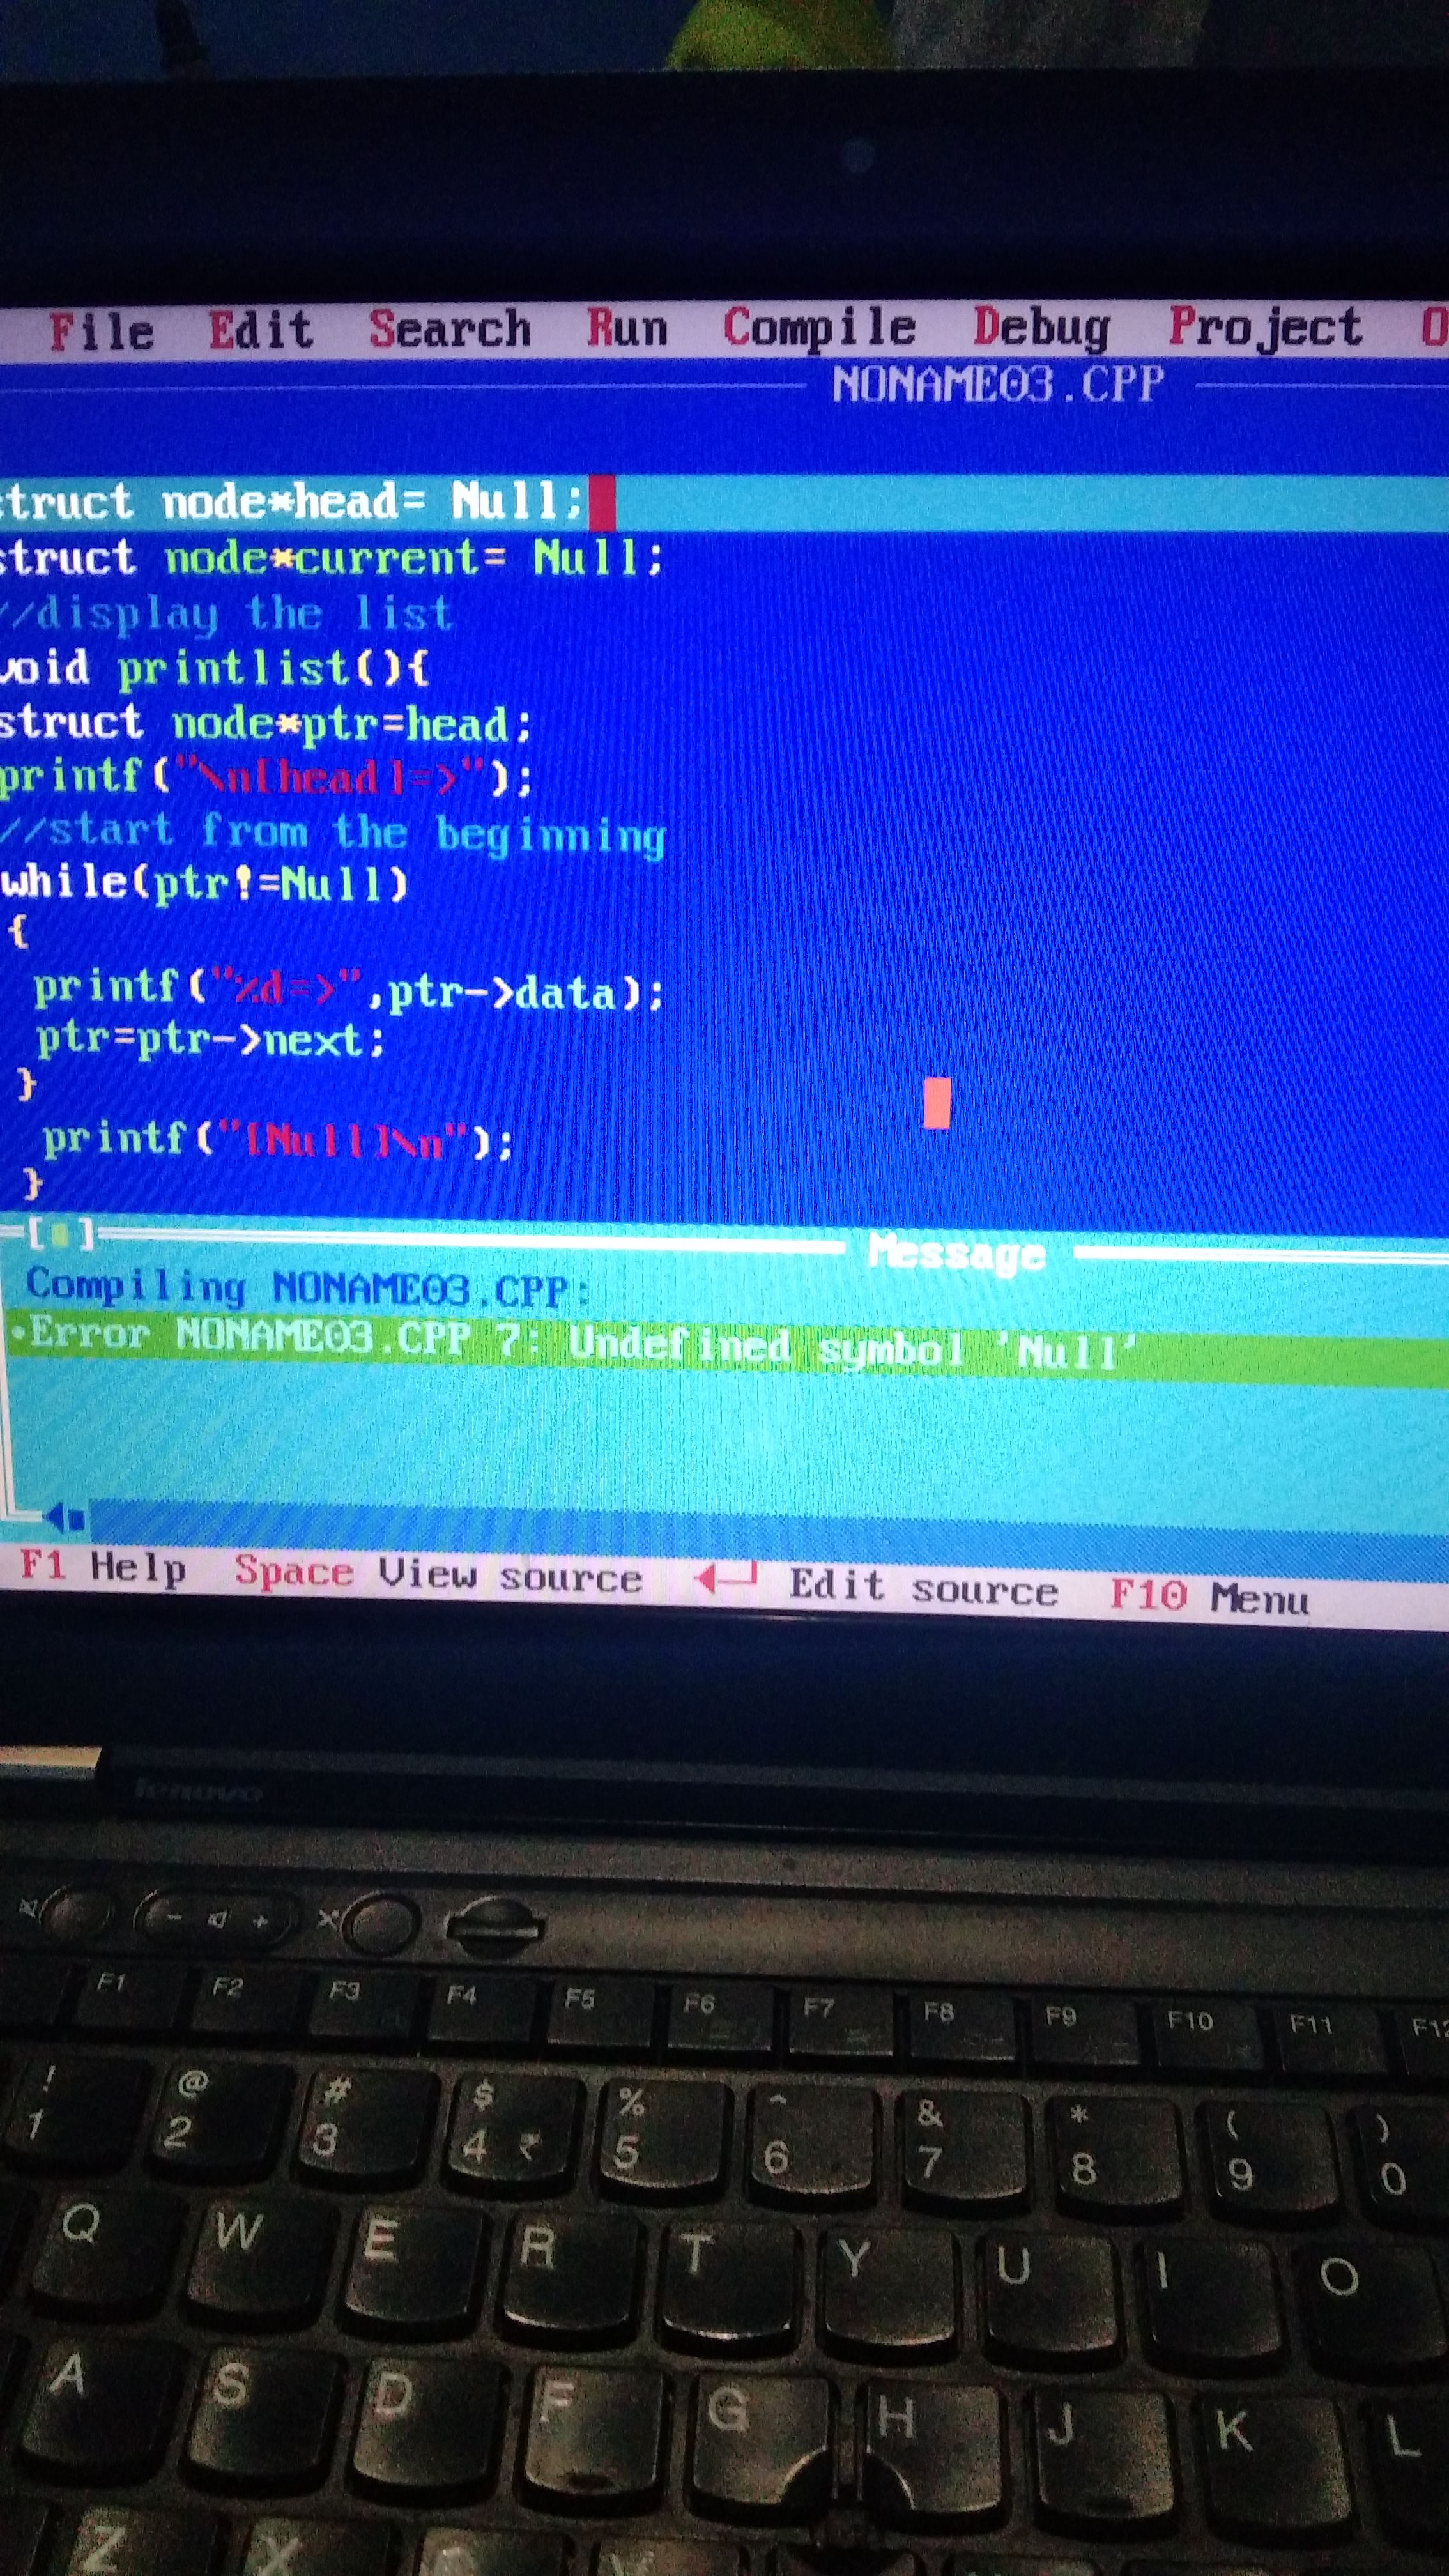 File Edit Search Run Compile Debug Project O
NONAME03.CPP
truct node*head= Null;
struct node*current= Null;
//display the list
void printlist(){
struct node*ptr=head;
printf("\n[head]=>");
//start from the beginning
while(ptr!=Null)
{
printf("%d=>",ptr->data);
ptr=ptr->next;
}
printf("[Null]\n");
}
[ ] Message
Compiling NONAME03.CPP:
•Error NONAME03.CPP 7: Undefined symbol 'Null'
F1 Help Space View source Edit source F10 Menu
lenovo
- +
F1 F2 F3 F4 F5 F6 F7 F8 F9 F10 F11 F12
! @ # $ % ^ & * ( )
1 2 3 4 ₹ 5 6 7 8 9 0
Q W E R T Y U I O
A S D F G H J K L
Z X